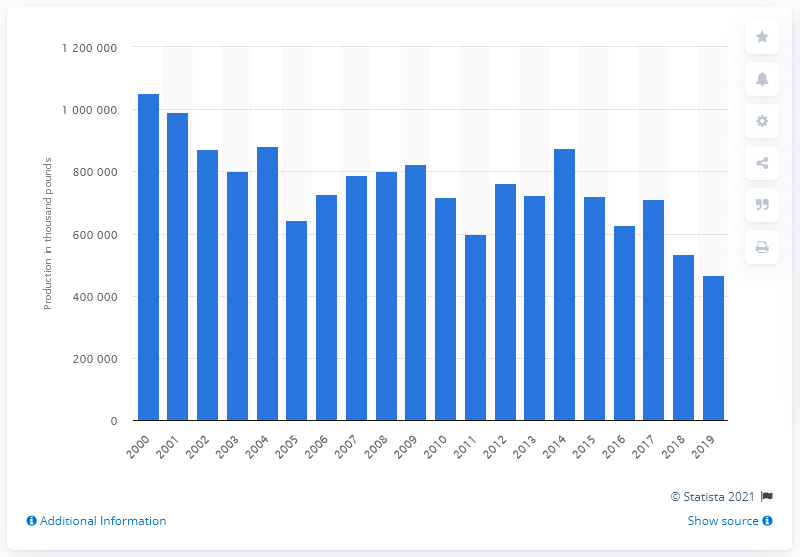 1 200 000
1 000 000
800 000
600 000
400 000
200 000
0
Production in thousand pounds
2000 2001 2002 2003 2004 2005 2006 2007 2008 2009 2010 2011 2012 2013 2014 2015 2016 2017 2018 2019
© Statista 2021
Additional Information
Show source